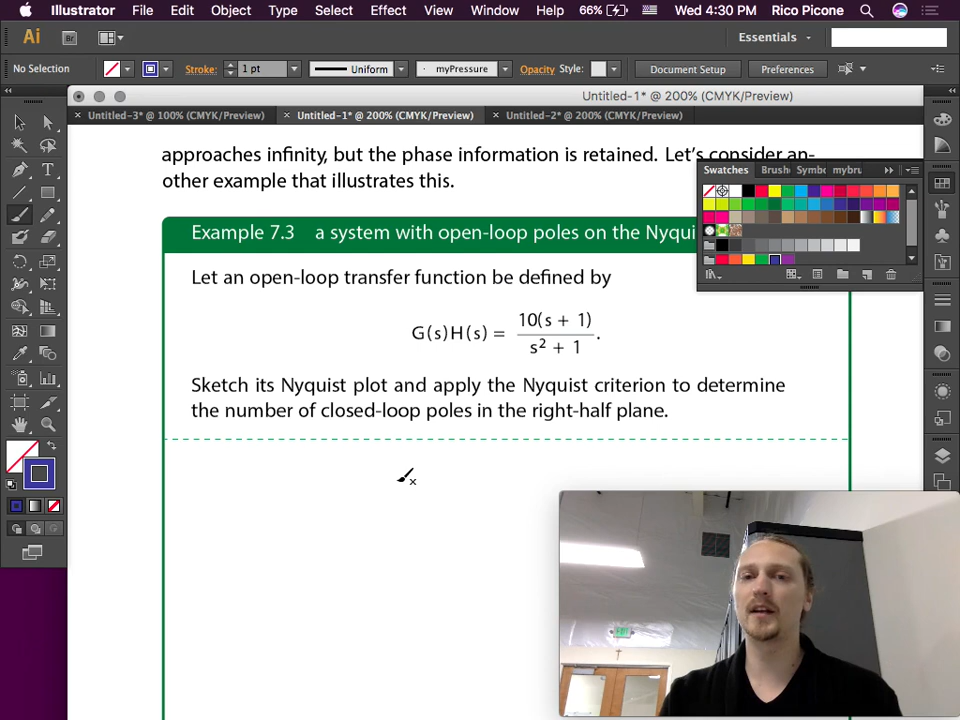 Illustrator File Edit Object Type Select Effect View Window Help 66% Wed 4:30 PM Rico Picone
Ai Br Essentials
No Selection Stroke: 1 pt Uniform myPressure Opacity Style: Document Setup Preferences
Untitled-1* @ 200% (CMYK/Preview)
× Untitled-3* @ 100% (CMYK/Preview) × Untitled-1* @ 200% (CMYK/Preview) × Untitled-2* @ 200% (CMYK/Preview)
approaches infinity, but the phase information is retained. Let's consider an-
other example that illustrates this.
Swatches Brushe Symbo mybru
Example 7.3 a system with open-loop poles on the Nyqui
Let an open-loop transfer function be defined by
G(s)H(s) = 10(s + 1) / s² + 1 .
Sketch its Nyquist plot and apply the Nyquist criterion to determine
the number of closed-loop poles in the right-half plane.